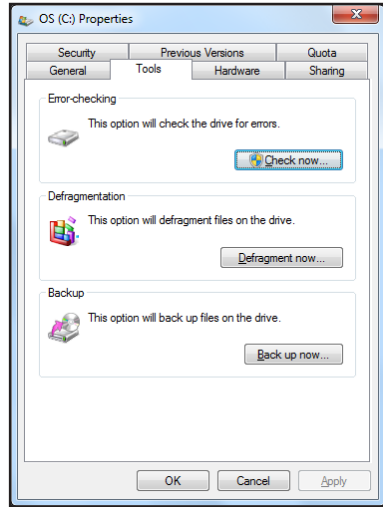 OS (C:) Properties
Security Previous Versions Quota
General Tools Hardware Sharing
Error-checking
This option will check the drive for errors.
Check now...
Defragmentation
This option will defragment files on the drive.
Defragment now...
Backup
This option will back up files on the drive.
Back up now...
OK Cancel Apply